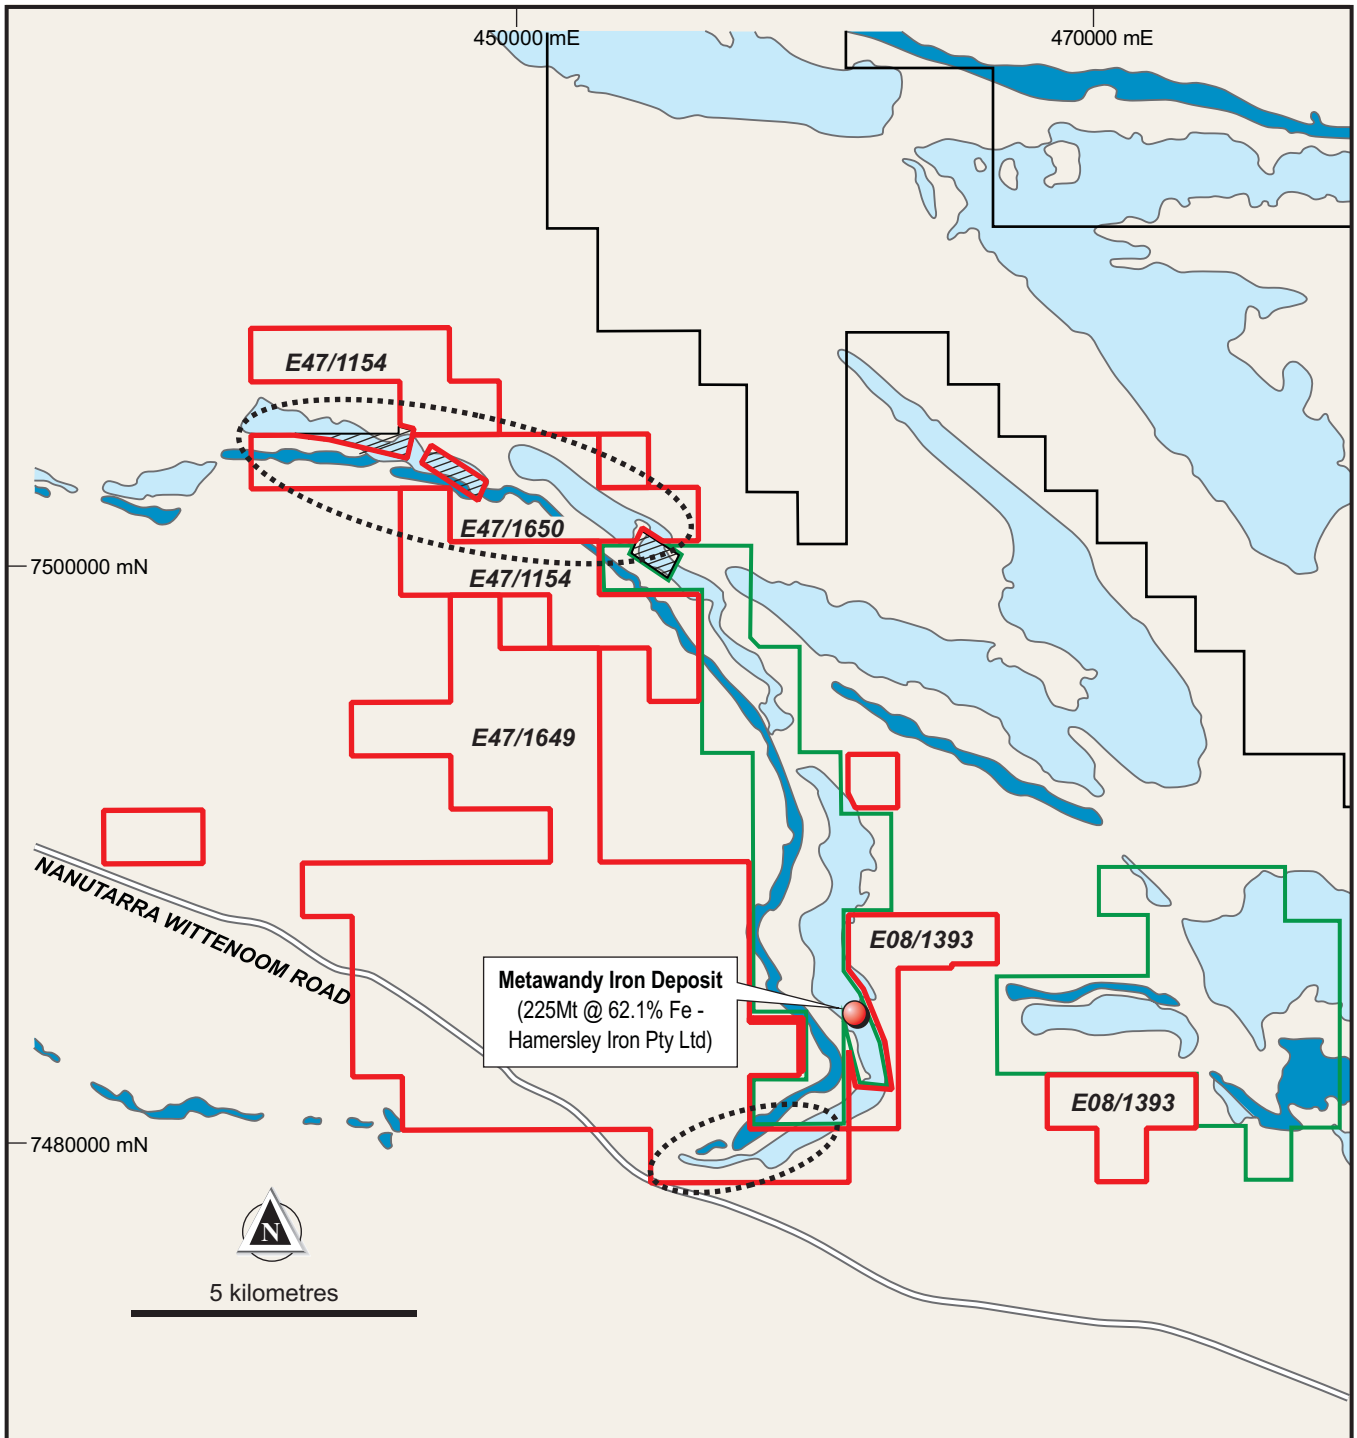 450000 mE
470000 mE
E47/1154
E47/1650
7500000 mN
E47/1154
E47/1649
NANUTARRA WITTENOOM ROAD
E08/1393
Metawandy Iron Deposit
(225Mt @ 62.1% Fe -
Hamersley Iron Pty Ltd)
E08/1393
7480000 mN
N
5 kilometres